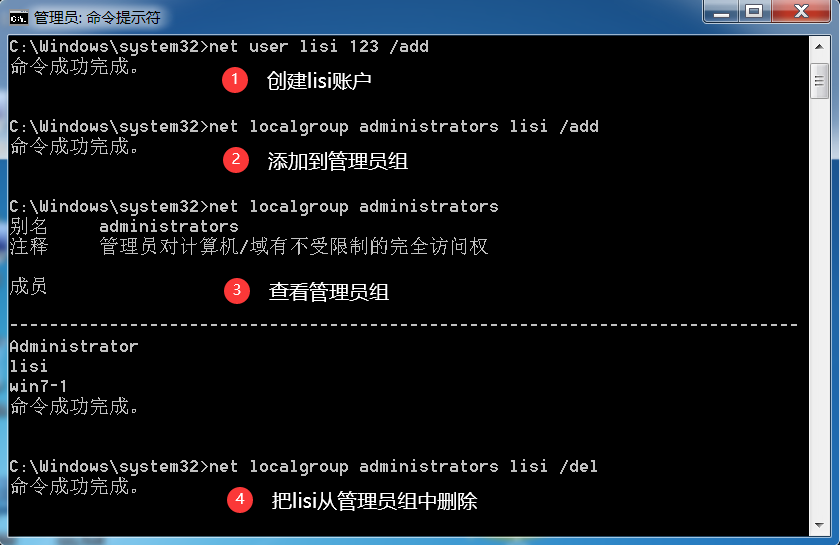 管理员: 命令提示符
C:\Windows\system32>net user lisi 123 /add
命令成功完成。
1 创建lisi账户
C:\Windows\system32>net localgroup administrators lisi /add
命令成功完成。
2 添加到管理员组
C:\Windows\system32>net localgroup administrators
别名 administrators
注释 管理员对计算机/域有不受限制的完全访问权
成员
3 查看管理员组
-------------------------------------------------------------------------------
Administrator
lisi
win7-1
命令成功完成。
C:\Windows\system32>net localgroup administrators lisi /del
命令成功完成。
4 把lisi从管理员组中删除